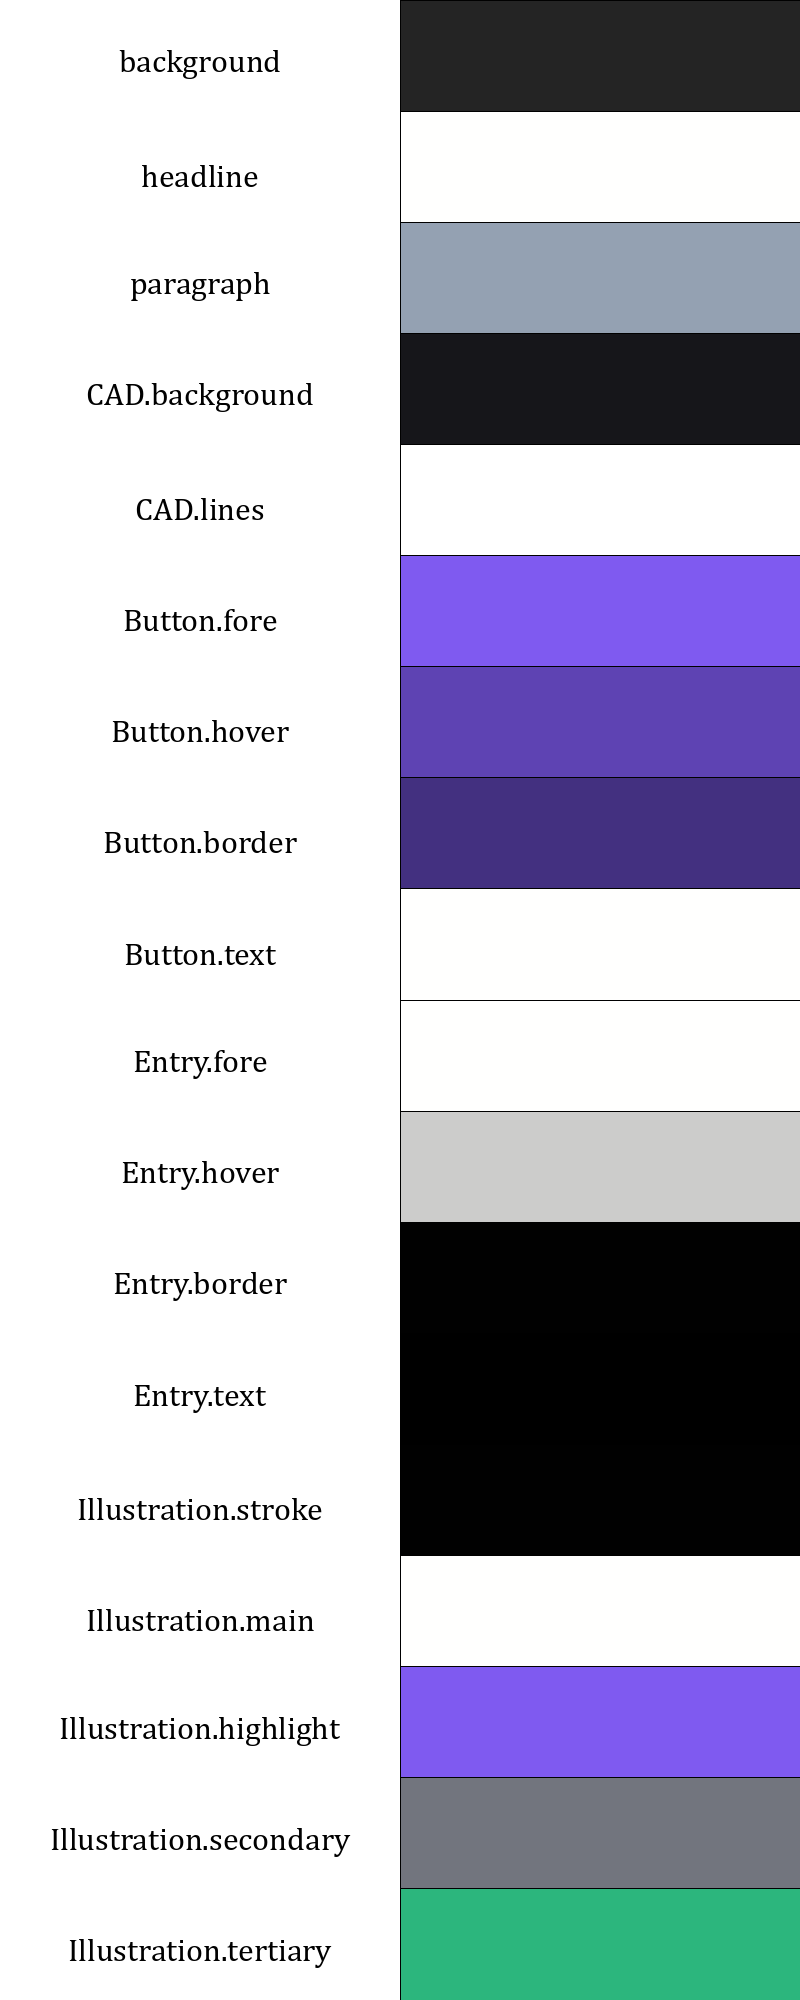 background
headline
paragraph
CAD.background
CAD.lines
Button.fore
Button.hover
Button.border
Button.text
Entry.fore
Entry.hover
Entry.border
Entry.text
Illustration.stroke
Illustration.main
Illustration.highlight
Illustration.secondary
Illustration.tertiary